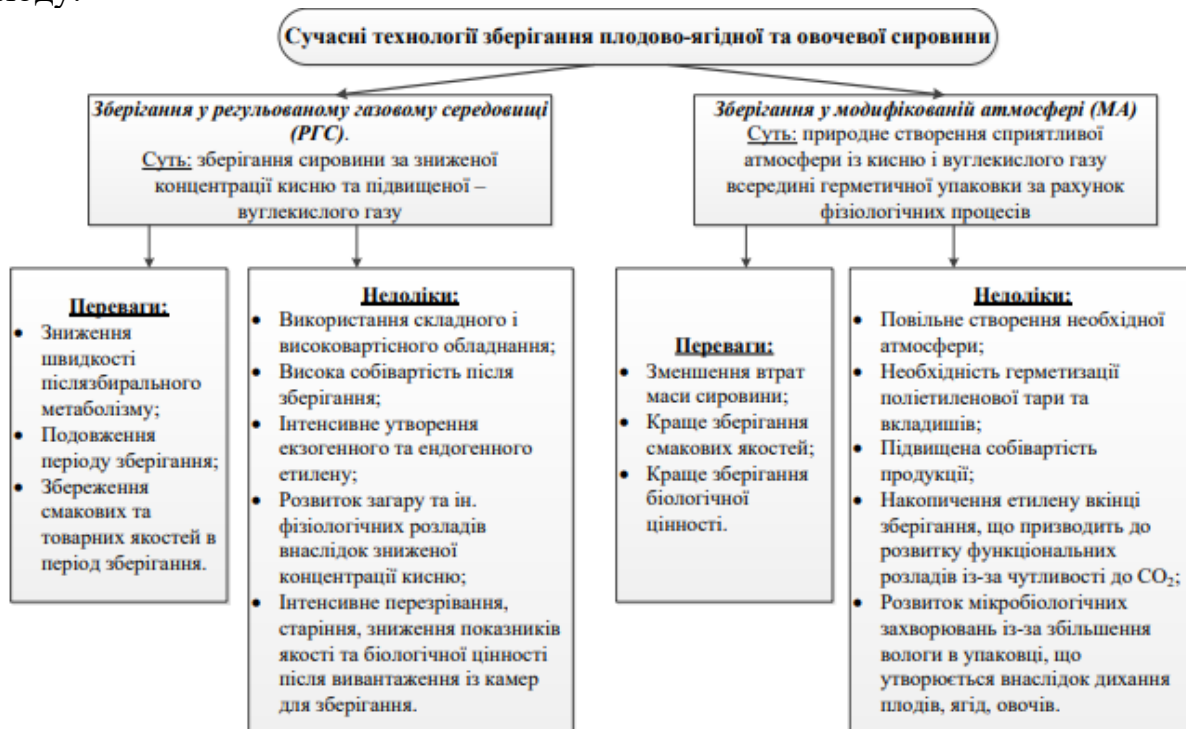 Сучасні технології зберігання плодово-ягідної та овочевої сировини
Зберігання у регульованому газовому середовищі
(РГС).
Суть: зберігання сировини за зниженої
концентрації кисню та підвищеної –
вуглекислого газу
Зберігання у модифікованій атмосфері (МА)
Суть: природне створення сприятливої
атмосфери із кисню і вуглекислого газу
всередині герметичної упаковки за рахунок
фізіологічних процесів
Переваги:
• Зниження
швидкості
післязбирального
метаболізму;
• Подовження
періоду зберігання;
• Збереження
смакових та
товарних якостей в
період зберігання.
Недоліки:
• Використання складного і
високовартісного обладнання;
• Висока собівартість після
зберігання;
• Інтенсивне утворення
екзогенного та ендогенного
етилену;
• Розвиток загару та ін.
фізіологічних розладів
внаслідок зниженої
концентрації кисню;
• Інтенсивне перезрівання,
старіння, зниження показників
якості та біологічної цінності
після вивантаження із камер
для зберігання.
Переваги:
• Зменшення втрат
маси сировини;
• Краще зберігання
смакових якостей;
• Краще зберігання
біологічної
цінності.
Недоліки:
• Повільне створення необхідної
атмосфери;
• Необхідність герметизації
поліетиленової тари та
вкладишів;
• Підвищена собівартість
продукції;
• Накопичення етилену вкінці
зберігання, що призводить до
розвитку функціональних
розладів із-за чутливості до CO₂;
• Розвиток мікробіологічних
захворювань із-за збільшення
вологи в упаковці, що
утворюється внаслідок дихання
плодів, ягід, овочів.